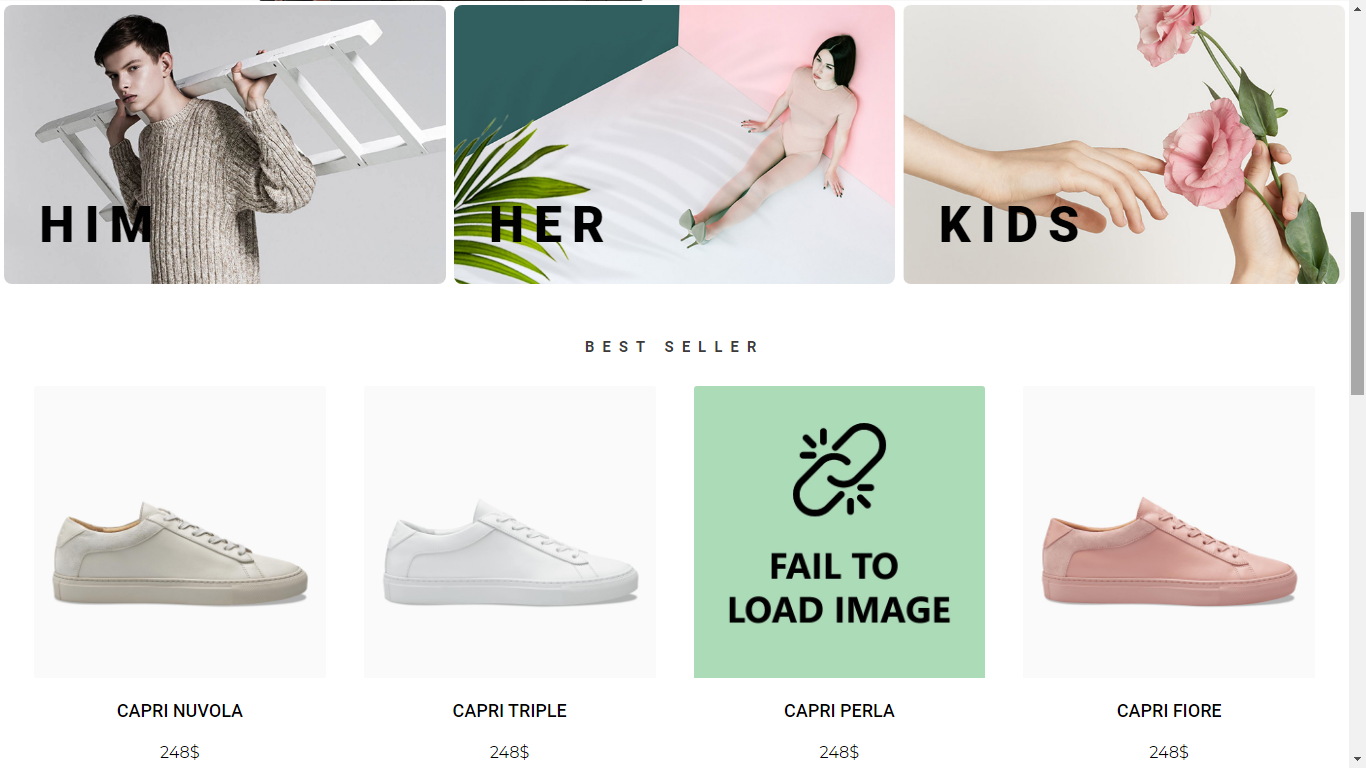 HIM
HER
KIDS
BEST SELLER
FAIL TO
LOAD IMAGE
CAPRI NUVOLA
CAPRI TRIPLE
CAPRI PERLA
CAPRI FIORE
248$
248$
248$
248$